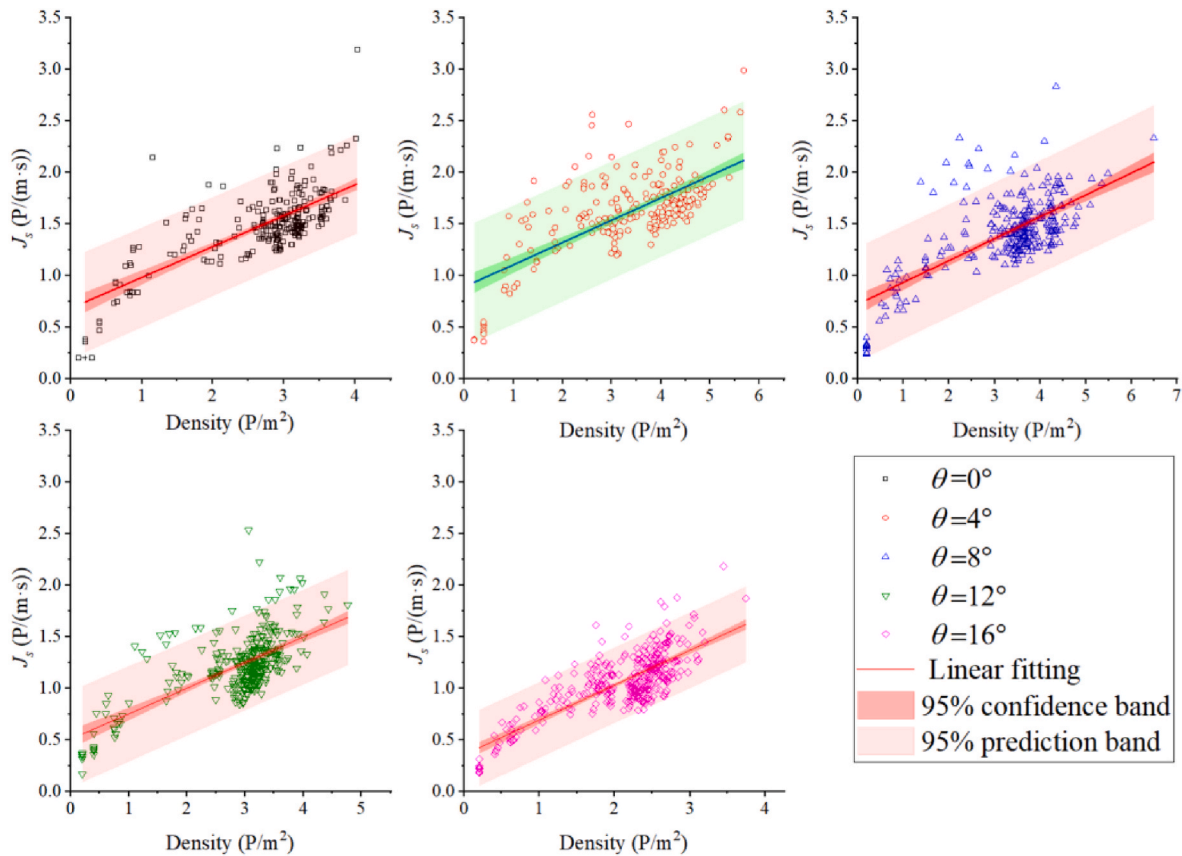 3.5
3.0
2.5
2.0
1.5
1.0
0.5
0.0
J_s (P/(m·s))
0 1 2 3 4 5
Density (P/m²)
3.5
3.0
2.5
2.0
1.5
1.0
0.5
0.0
J_s (P/(m·s))
0 1 2 3 4 5 6 7
Density (P/m²)
3.5
3.0
2.5
2.0
1.5
1.0
0.5
0.0
J_s (P/(m·s))
0 1 2 3 4 5 6 7
Density (P/m²)
3.5
3.0
2.5
2.0
1.5
1.0
0.5
0.0
J_s (P/(m·s))
0 1 2 3 4 5
Density (P/m²)
3.5
3.0
2.5
2.0
1.5
1.0
0.5
0.0
J_s (P/(m·s))
0 1 2 3 4
Density (P/m²)
θ=0°
θ=4°
θ=8°
θ=12°
θ=16°
Linear fitting
95% confidence band
95% prediction band